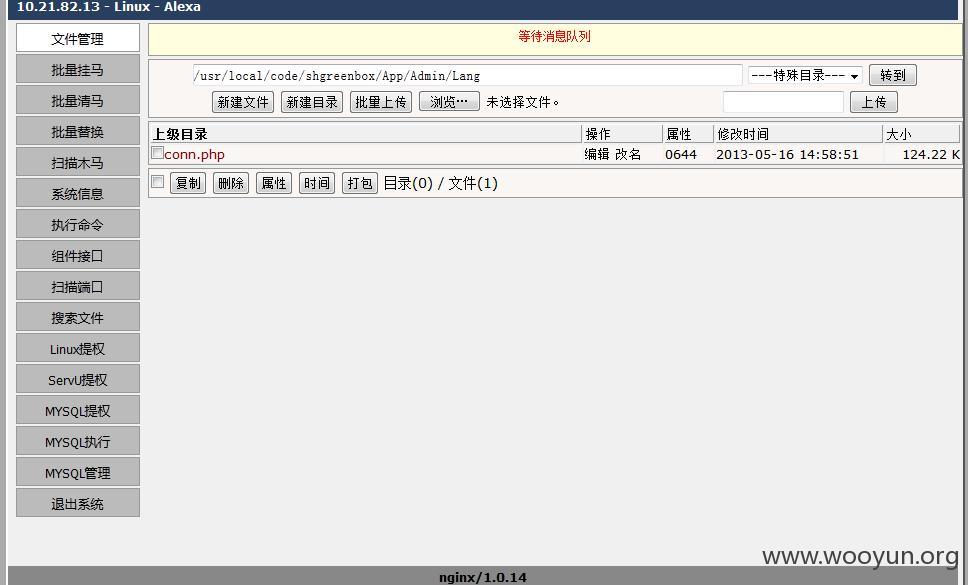 10.21.82.13 - Linux - Alexa
文件管理
批量挂马
批量清马
批量替换
扫描木马
系统信息
执行命令
组件接口
扫描端口
搜索文件
Linux提权
ServU提权
MYSQL提权
MYSQL执行
MYSQL管理
退出系统
等待消息队列
/usr/local/code/shgreenbox/App/Admin/Lang ---特殊目录--- 转到
新建文件 新建目录 批量上传 浏览… 未选择文件。 上传
上级目录 操作 属性 修改时间 大小
conn.php 编辑 改名 0644 2013-05-16 14:58:51 124.22 K
复制 删除 属性 时间 打包 目录(0) / 文件(1)
www.wooyun.org
nginx/1.0.14